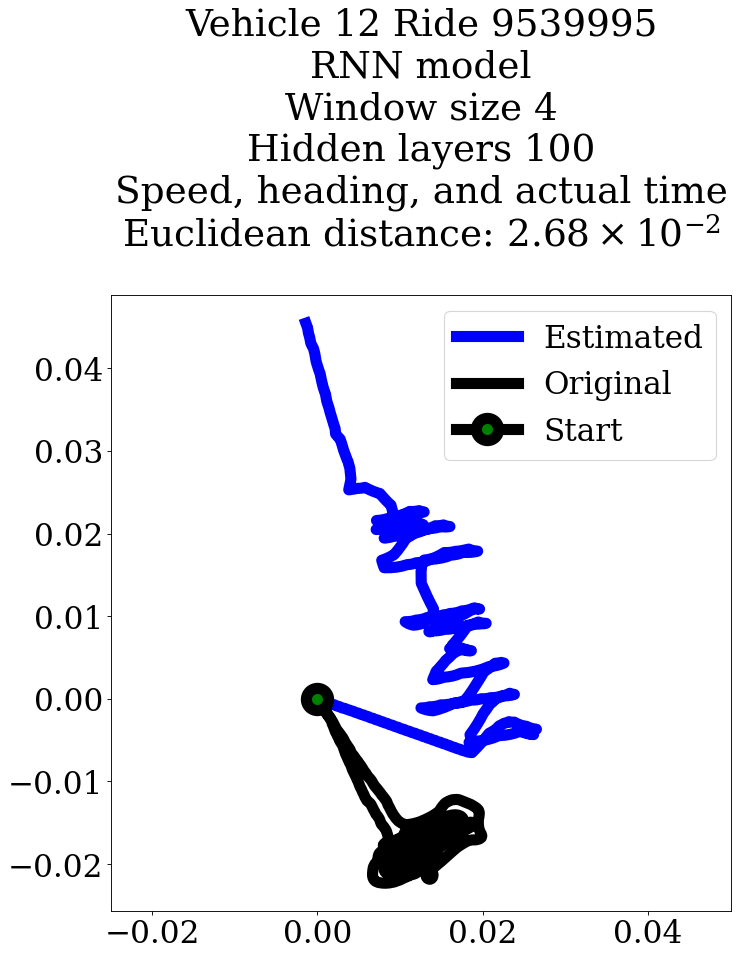 Vehicle 12 Ride 9539995
RNN model
Window size 4
Hidden layers 100
Speed, heading, and actual time
Euclidean distance: 2.68 × 10⁻²
Estimated
Original
Start
0.04
0.03
0.02
0.01
0.00
−0.01
−0.02
−0.02 0.00 0.02 0.04